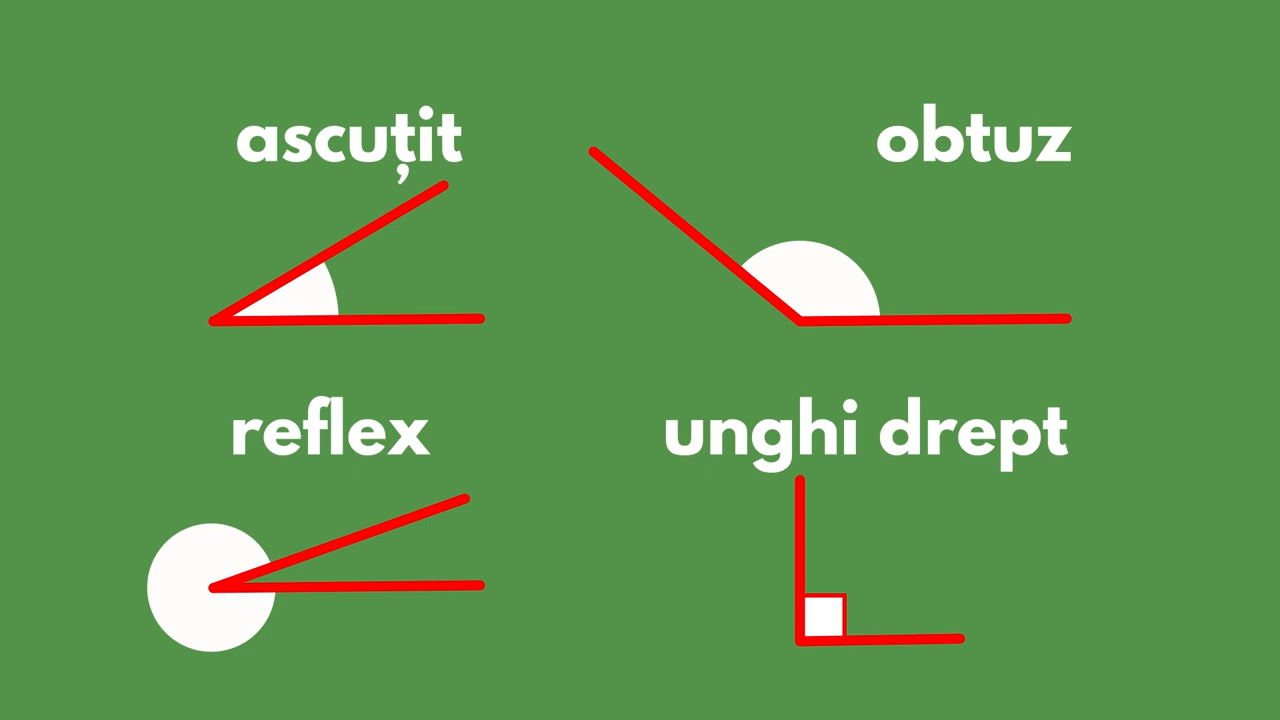 ascuțit
obtuz
reflex
unghi drept